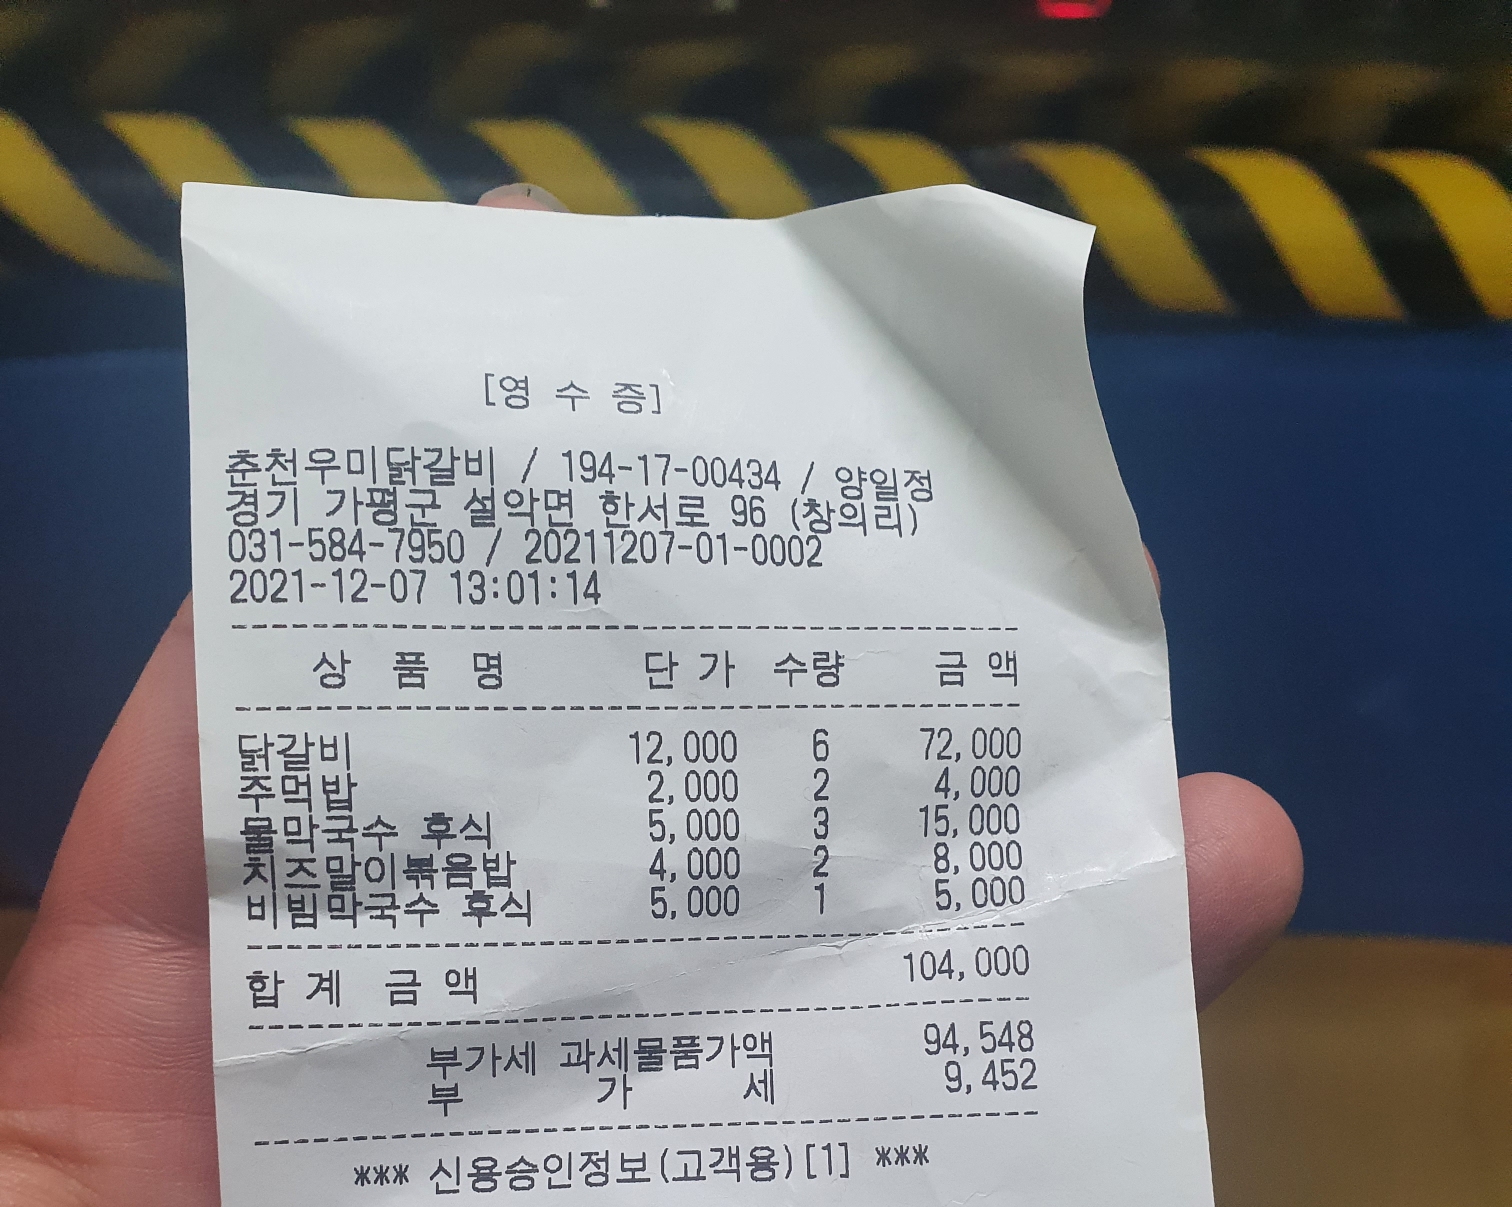 [영 수 증]
춘천우미닭갈비 / 194-17-00434 / 양일정
경기 가평군 설악면 한서로 96 (창의리)
031-584-7950 / 20211207-01-0002
2021-12-07 13:01:14
상 품 명 단 가 수량 금 액
닭갈비 12,000 6 72,000
주먹밥 2,000 2 4,000
물막국수 후식 5,000 3 15,000
치즈말이볶음밥 4,000 2 8,000
비빔막국수 후식 5,000 1 5,000
합 계 금 액 104,000
부가세 과세물품가액 94,548
부 가 세 9,452
*** 신용승인정보(고객용)[1] ***